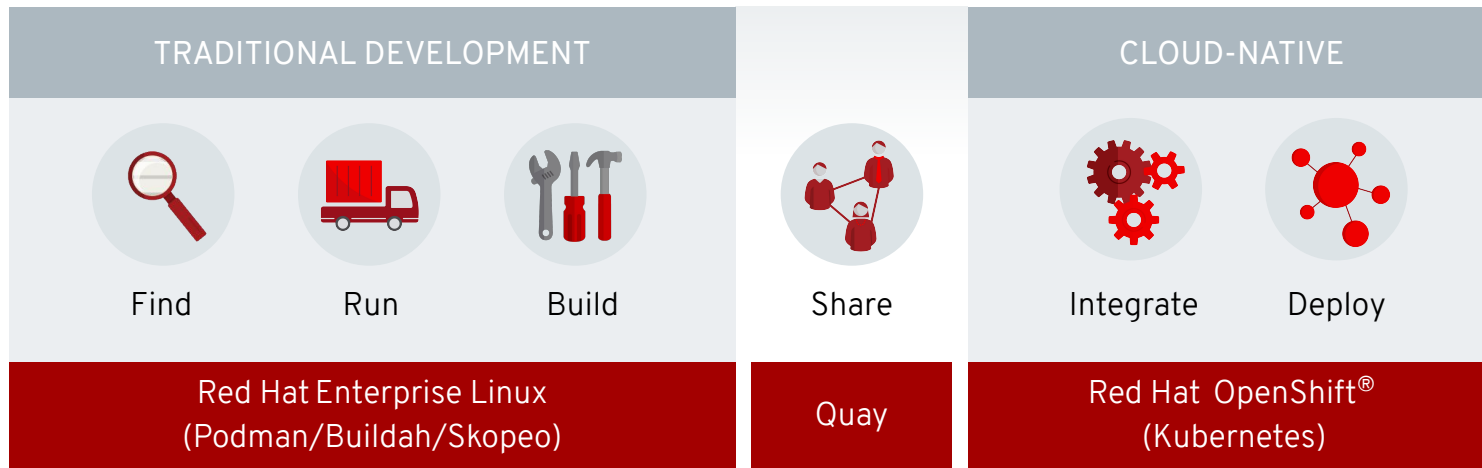 TRADITIONAL DEVELOPMENT
CLOUD-NATIVE
Find
Run
Build
Share
Integrate
Deploy
Red Hat Enterprise Linux
(Podman/Buildah/Skopeo)
Quay
Red Hat OpenShift®
(Kubernetes)